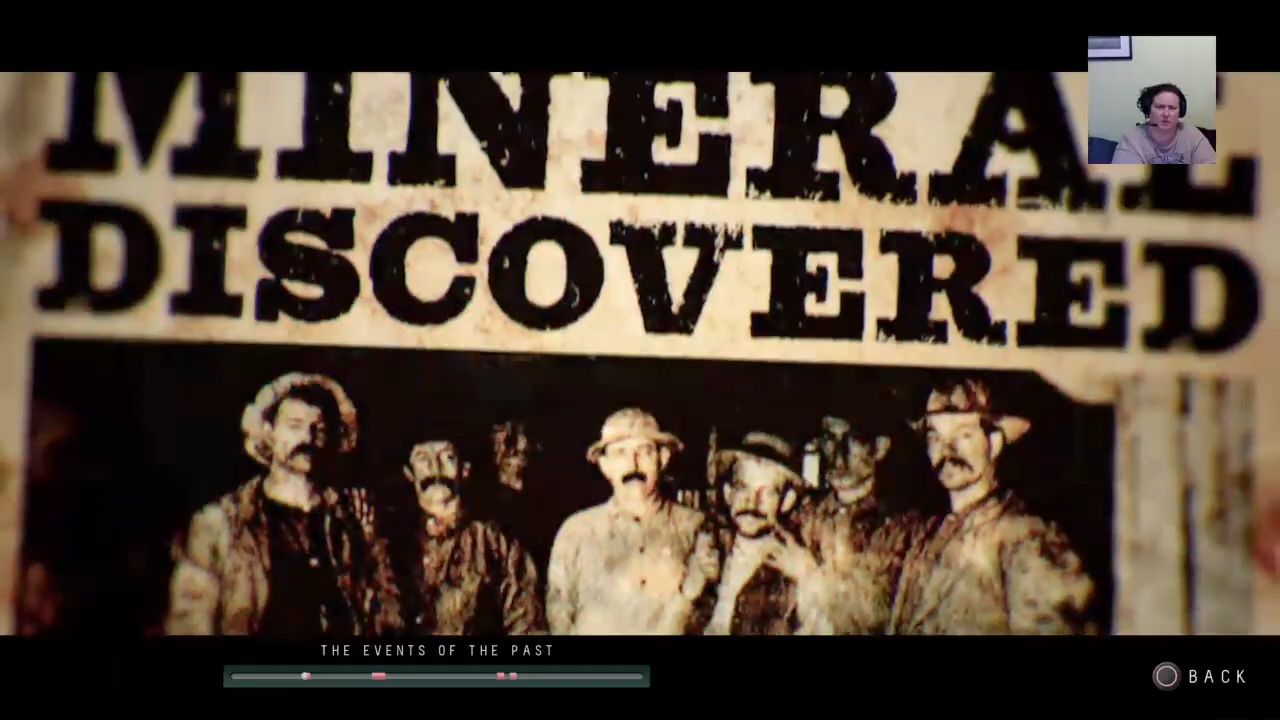 MINERAL
DISCOVERED
THE EVENTS OF THE PAST
BACK